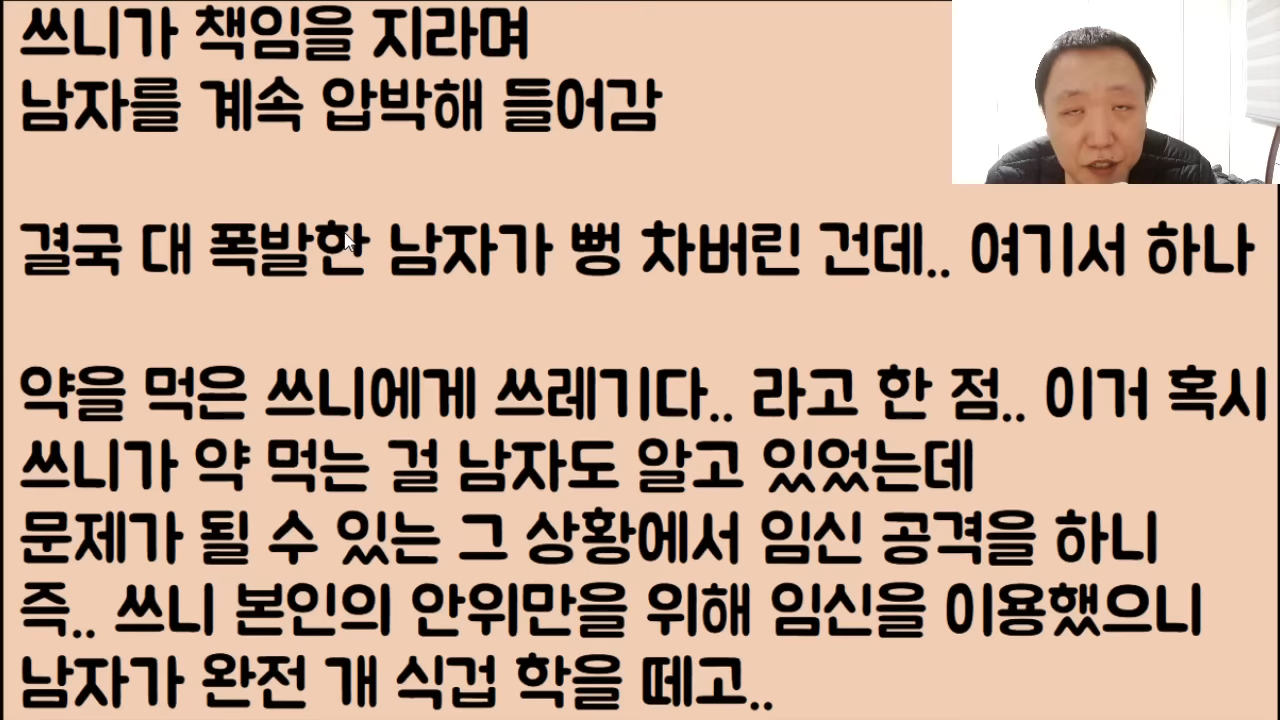 쓰니가 책임을 지라며
남자를 계속 압박해 들어감
결국 대 폭발한 남자가 뻥 차버린 건데.. 여기서 하나
약을 먹은 쓰니에게 쓰레기다.. 라고 한 점.. 이거 혹시
쓰니가 약 먹는 걸 남자도 알고 있었는데
문제가 될 수 있는 그 상황에서 임신 공격을 하니
즉.. 쓰니 본인의 안위만을 위해 임신을 이용했으니
남자가 완전 개 식겁 학을 떼고..